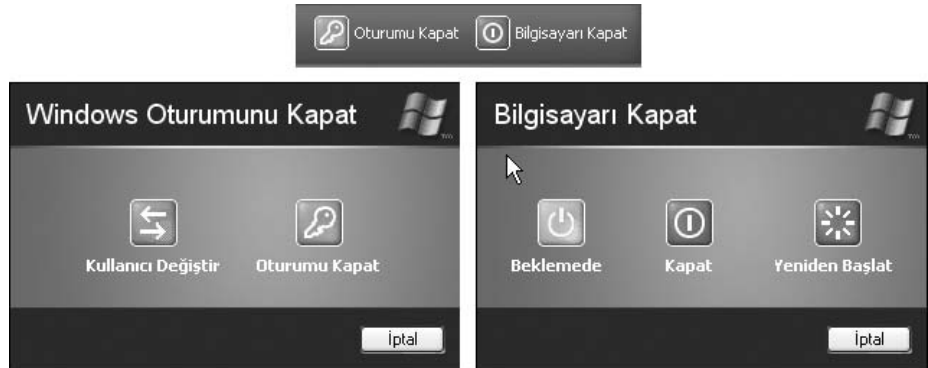 Oturumu Kapat Bilgisayarı Kapat
Windows Oturumunu Kapat
Kullanıcı Değiştir Oturumu Kapat
İptal
Bilgisayarı Kapat
Beklemede Kapat Yeniden Başlat
İptal